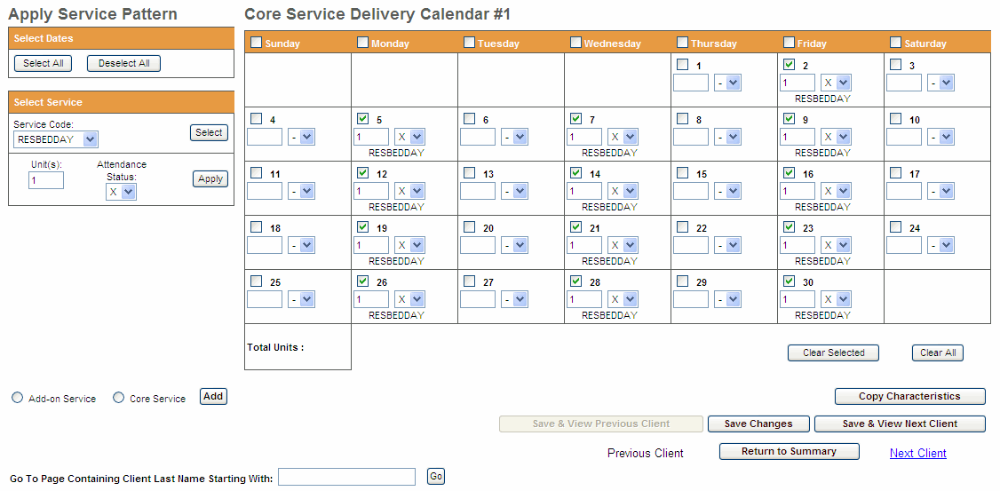 Apply Service Pattern
Core Service Delivery Calendar #1
Select Dates
Select All Deselect All
Select Service
Service Code:
RESBEDDAY Select
Unit(s): Attendance Status:
1 X Apply
Sunday Monday Tuesday Wednesday Thursday Friday Saturday
1 2 3
- 1 X -
RESBEDDAY
4 5 6 7 8 9 10
- 1 X - 1 X - 1 X -
RESBEDDAY RESBEDDAY RESBEDDAY
11 12 13 14 15 16 17
- 1 X - 1 X - 1 X -
RESBEDDAY RESBEDDAY RESBEDDAY
18 19 20 21 22 23 24
- 1 X - 1 X - 1 X -
RESBEDDAY RESBEDDAY RESBEDDAY
25 26 27 28 29 30
- 1 X - 1 X - 1 X
RESBEDDAY RESBEDDAY RESBEDDAY
Total Units :
Clear Selected Clear All
Add-on Service Core Service Add
Copy Characteristics
Save & View Previous Client Save Changes Save & View Next Client
Previous Client Return to Summary Next Client
Go To Page Containing Client Last Name Starting With: Go